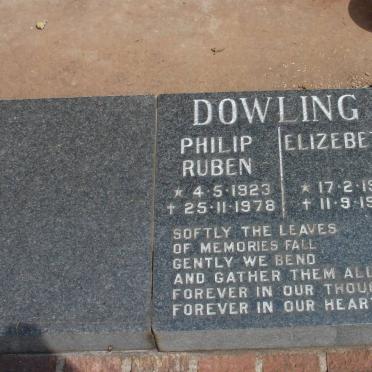 DOWLING
PHILIP
RUBEN
★ 4·5·1923
✝ 25·11·1978
ELIZEBE
★ 17·2·19
✝ 11·9·19
SOFTLY THE LEAVES
OF MEMORIES FALL
GENTLY WE BEND
AND GATHER THEM ALL
FOREVER IN OUR THOU
FOREVER IN OUR HEART